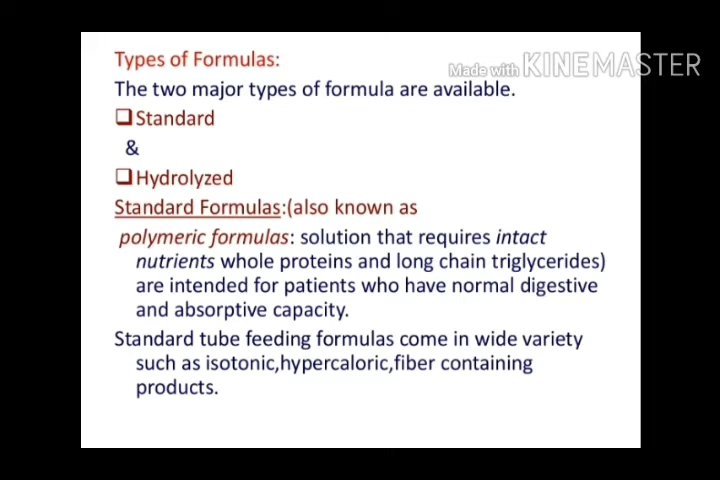 Types of Formulas:
Made with KINEMASTER
The two major types of formula are available.
❑Standard
&
❑Hydrolyzed
Standard Formulas:(also known as
polymeric formulas: solution that requires intact
nutrients whole proteins and long chain triglycerides)
are intended for patients who have normal digestive
and absorptive capacity.
Standard tube feeding formulas come in wide variety
such as isotonic,hypercaloric,fiber containing
products.